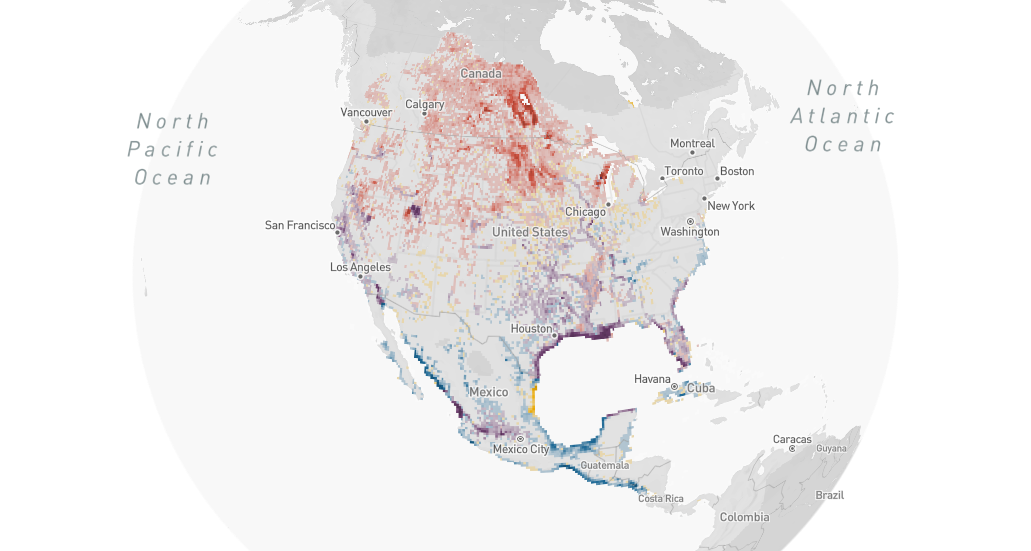 North
Pacific
Ocean
North
Atlantic
Ocean
Canada
Calgary
Vancouver
Montreal
Toronto
Boston
New York
Chicago
Washington
San Francisco
United States
Los Angeles
Houston
Havana
Cuba
Mexico
Mexico City
Guatemala
Caracas
Guyana
Costa Rica
Brazil
Colombia